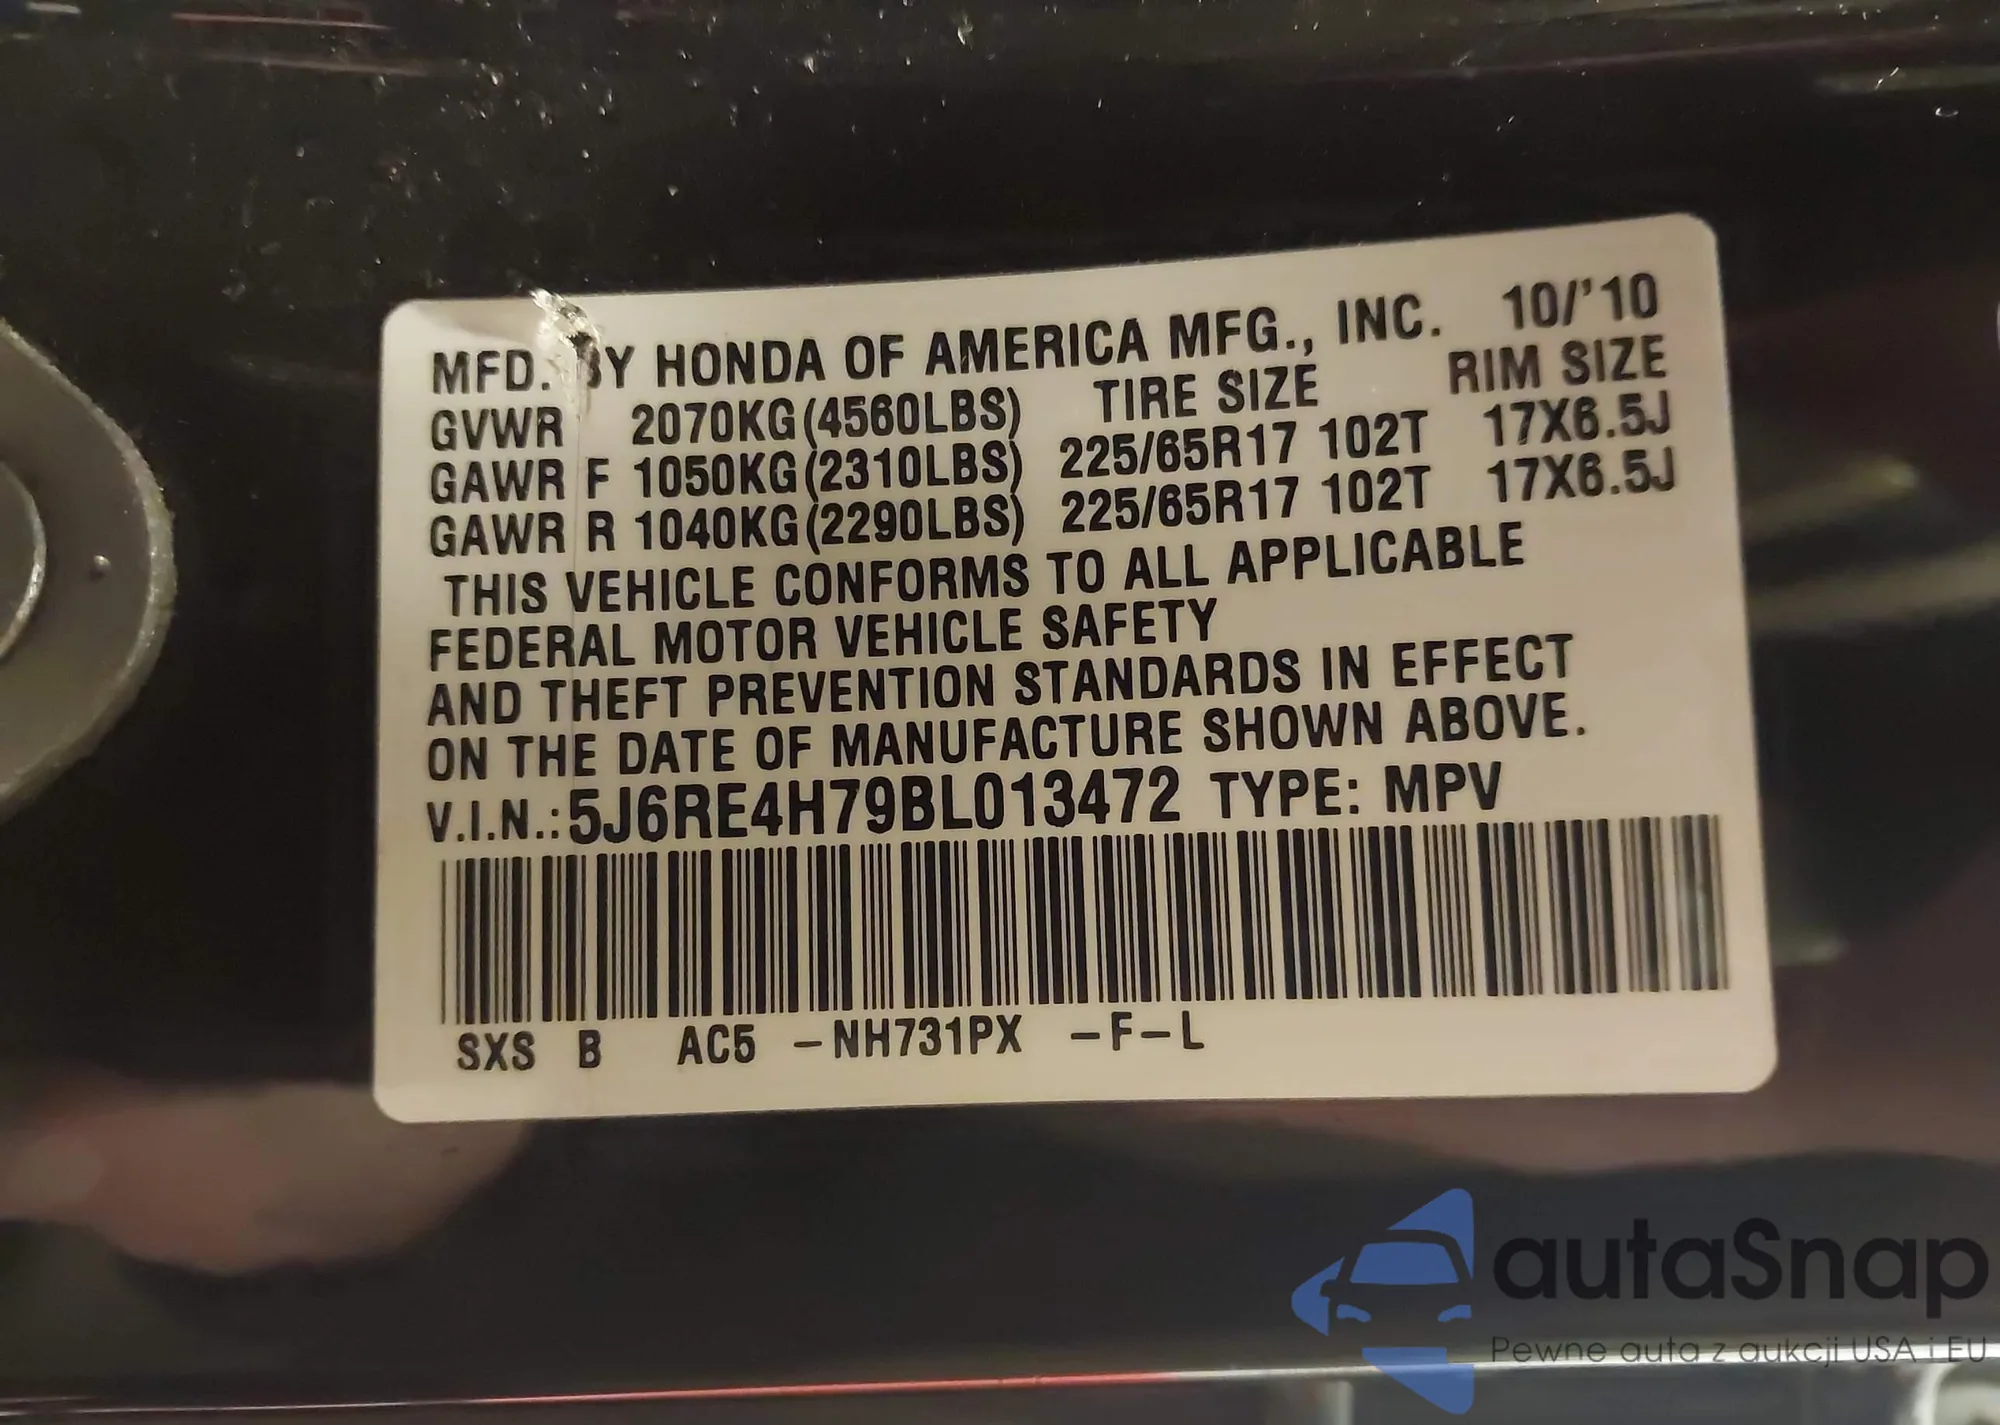 MFD. BY HONDA OF AMERICA MFG., INC. 10/'10
GVWR 2070KG(4560LBS) TIRE SIZE RIM SIZE
GAWR F 1050KG(2310LBS) 225/65R17 102T 17X6.5J
GAWR R 1040KG(2290LBS) 225/65R17 102T 17X6.5J
THIS VEHICLE CONFORMS TO ALL APPLICABLE
FEDERAL MOTOR VEHICLE SAFETY
AND THEFT PREVENTION STANDARDS IN EFFECT
ON THE DATE OF MANUFACTURE SHOWN ABOVE.
V.I.N.:5J6RE4H79BL013472 TYPE: MPV
SXS B AC5 -NH731PX -F-L
autaSnap
Pewne auta z aukcji USA i EU